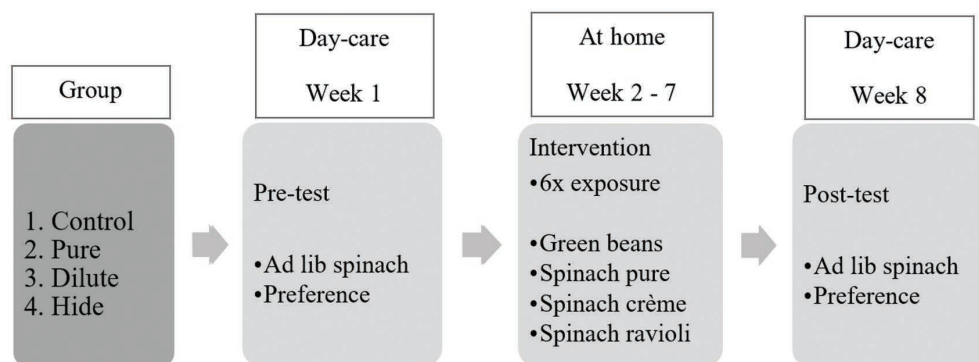 Group
1. Control
2. Pure
3. Dilute
4. Hide
Day-care
Week 1
Pre-test
•Ad lib spinach
•Preference
At home
Week 2 - 7
Intervention
•6x exposure
•Green beans
•Spinach pure
•Spinach crème
•Spinach ravioli
Day-care
Week 8
Post-test
•Ad lib spinach
•Preference